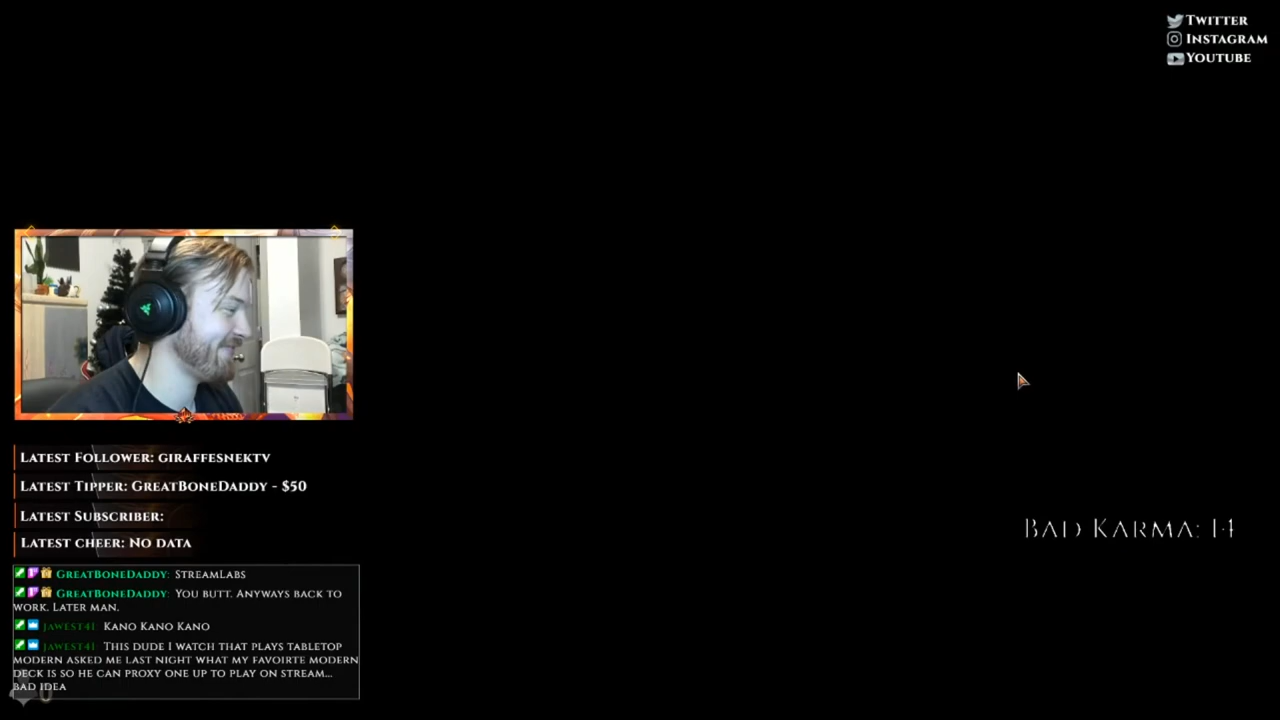 Twitter
Instagram
Youtube
Latest Follower: giraffesnektv
Latest Tipper: GreatBoneDaddy - $50
Latest Subscriber:
Latest cheer: No data
Bad Karma: 14
GreatBoneDaddy: StreamLabs
GreatBoneDaddy: You butt. Anyways back to
work. Later man.
jawest41: Kano Kano Kano
jawest41: This dude I watch that plays tabletop
modern asked me last night what my favoirte modern
deck is so he can proxy one up to play on stream...
bad idea
0